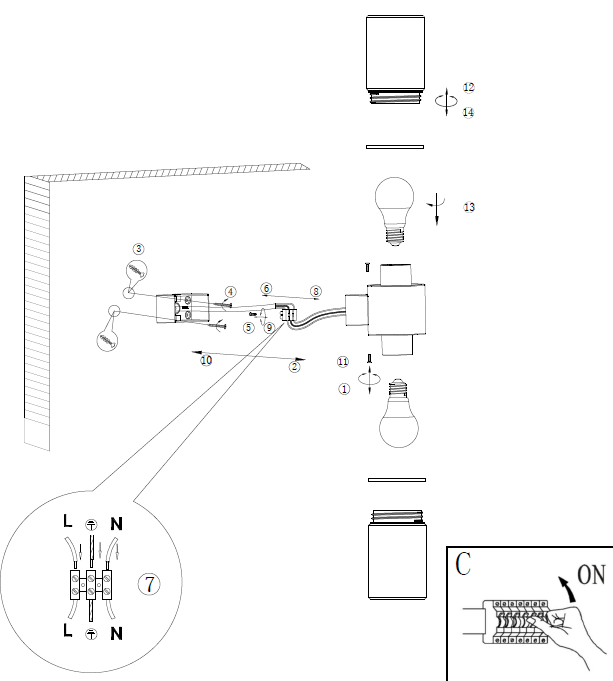 ⑫
⑭
⑬
③
④
⑥
⑧
⑤
⑨
⑩
②
⑪
①
L
N
⑦
L
N
C
ON